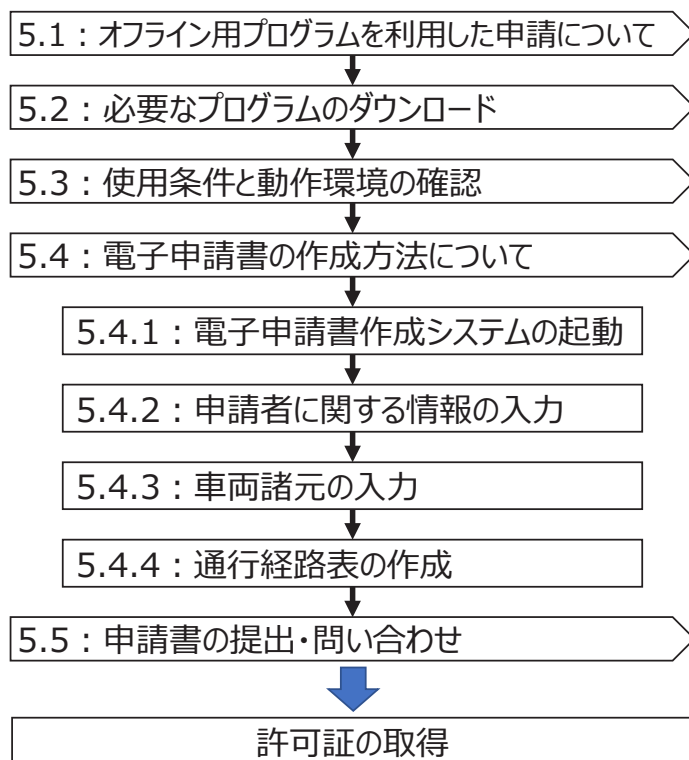 5.1：オフライン用プログラムを利用した申請について
5.2：必要なプログラムのダウンロード
5.3：使用条件と動作環境の確認
5.4：電子申請書の作成方法について
5.4.1：電子申請書作成システムの起動
5.4.2：申請者に関する情報の入力
5.4.3：車両諸元の入力
5.4.4：通行経路表の作成
5.5：申請書の提出・問い合わせ
許可証の取得